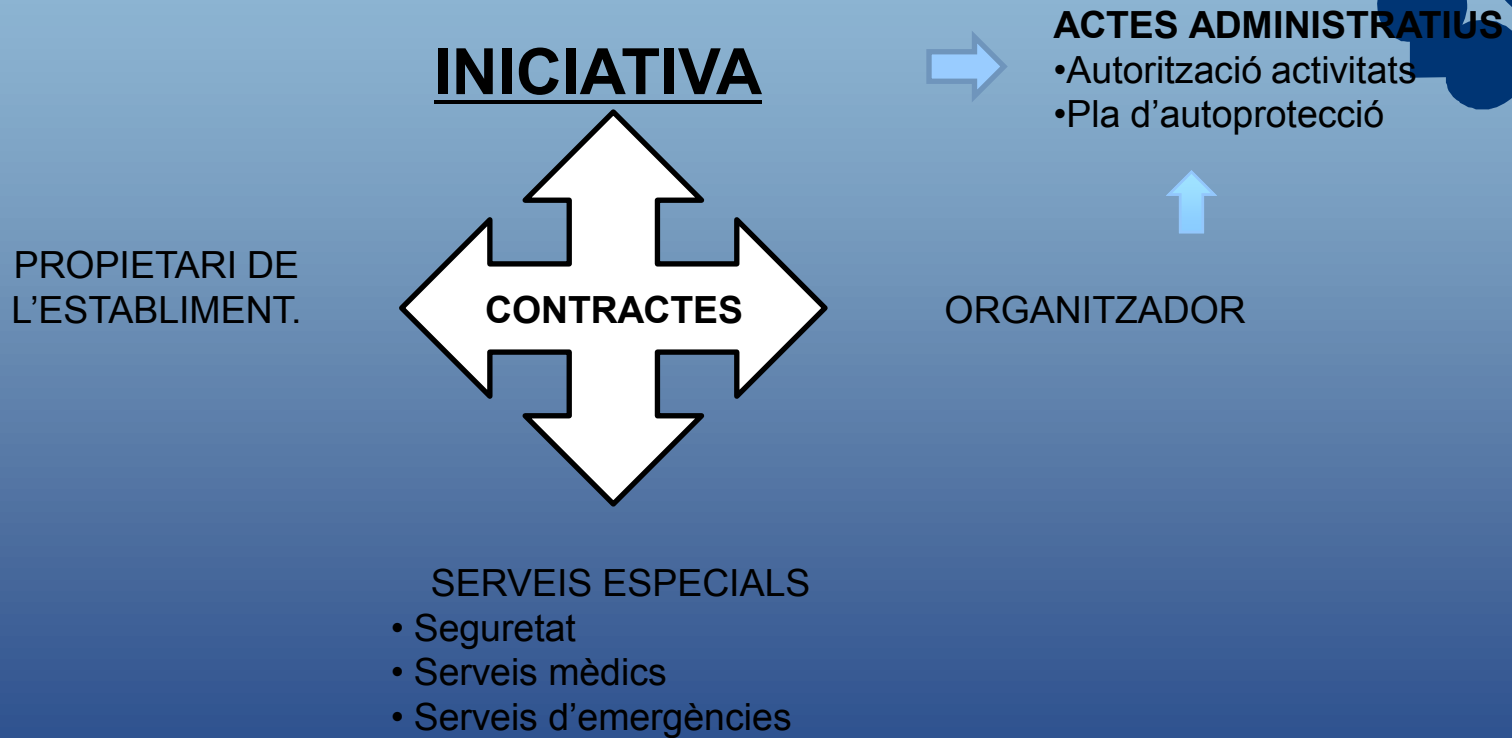 INICIATIVA
ACTES ADMINISTRATIUS
•Autorització activitats
•Pla d’autoprotecció
PROPIETARI DE
L’ESTABLIMENT.
CONTRACTES
ORGANITZADOR
SERVEIS ESPECIALS
• Seguretat
• Serveis mèdics
• Serveis d’emergències